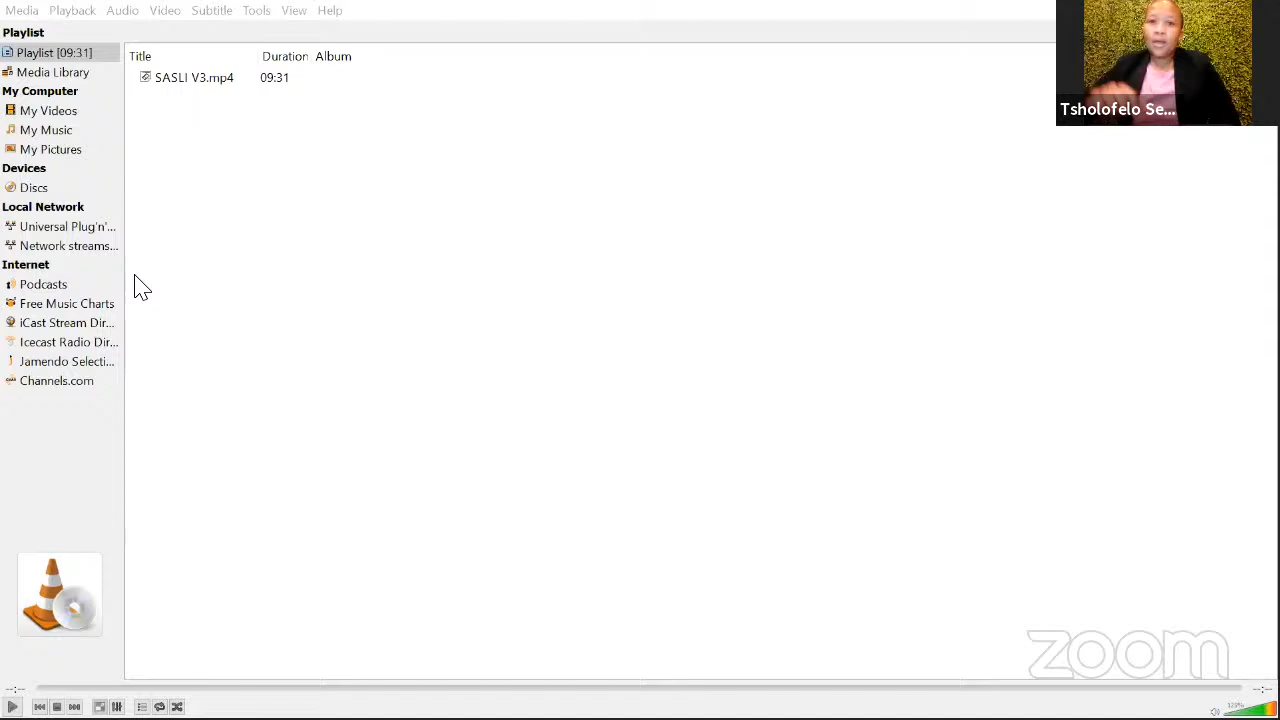 Media Playback Audio Video Subtitle Tools View Help
Playlist
Playlist [09:31]
Title Duration Album
SASLI V3.mp4 09:31
Media Library
My Computer
My Videos
My Music
My Pictures
Devices
Discs
Local Network
Universal Plug'n'...
Network streams...
Internet
Podcasts
Free Music Charts
iCast Stream Dir...
Icecast Radio Dir...
Jamendo Selecti...
Channels.com
Tsholofelo Se...
zoom
--:--
--:--
125%